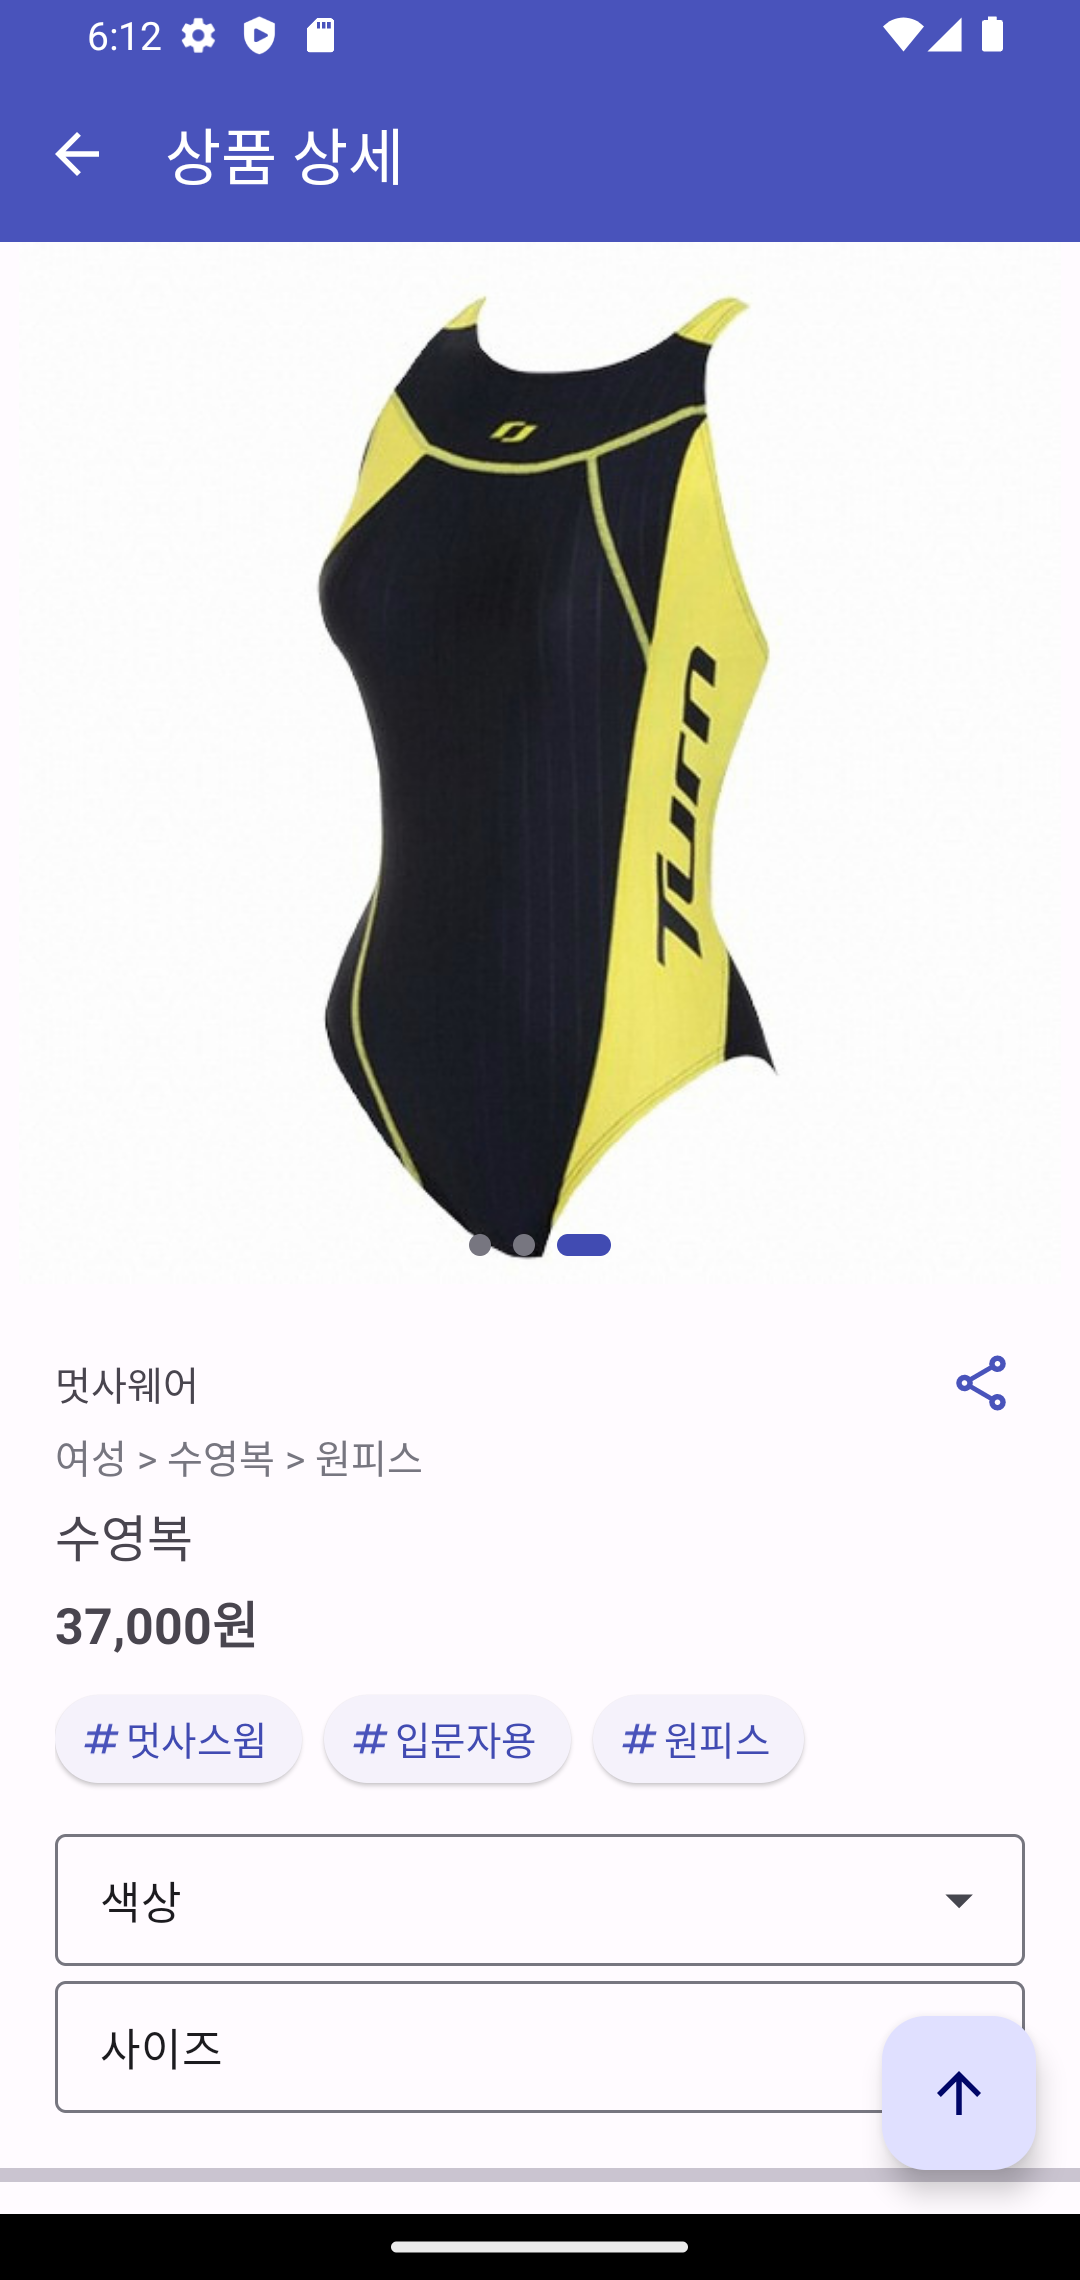 6:12
상품 상세
Turn
멋사웨어
여성 > 수영복 > 원피스
수영복
37,000원
# 멋사스윔
# 입문자용
# 원피스
색상
사이즈